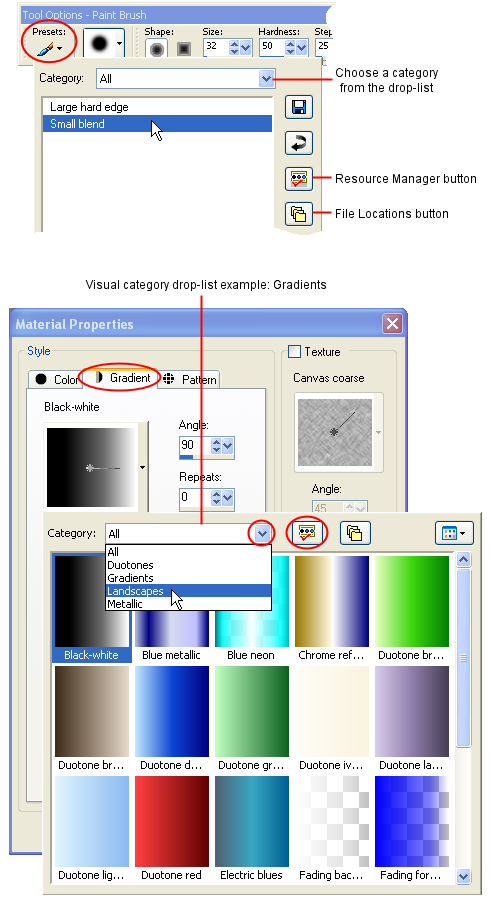 Tool Options - Paint Brush
Presets:
Shape:
Size:
Hardness:
Step
32
50
25
Category:
All
Choose a category
from the drop-list
Large hard edge
Small blend
Resource Manager button
File Locations button
Visual category drop-list example: Gradients
Material Properties
Style
Texture
Color
Gradient
Pattern
Canvas coarse
Black-white
Angle:
90
Repeats:
0
Angle:
45
Category:
All
All
Duotones
Gradients
Landscapes
Metallic
Black-white
Blue metallic
Blue neon
Chrome ref...
Duotone br...
Duotone br...
Duotone d...
Duotone gr...
Duotone iv...
Duotone la...
Duotone lig...
Duotone red
Electric blues
Fading bac...
Fading for...